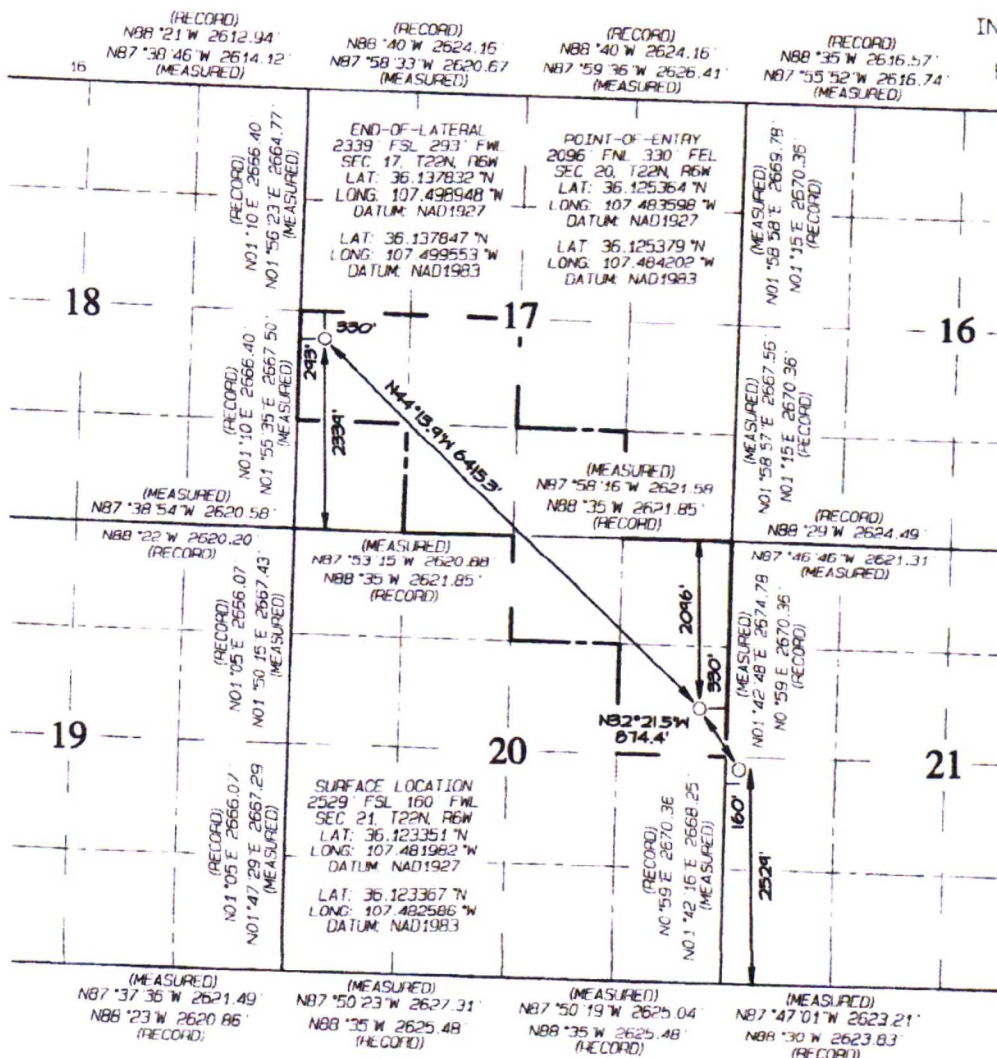 (RECORD)
N88°21'W 2612.94'
N87°38'46"W 2614.12'
(MEASURED)
(RECORD)
N88°40'W 2624.16'
N87°58'33"W 2620.67'
(MEASURED)
(RECORD)
N88°40'W 2624.16'
N87°59'36"W 2626.41'
(MEASURED)
(RECORD)
N88°35'W 2616.57'
N87°55'52"W 2616.74'
(MEASURED)
IN
16
(RECORD)
N01°10'E 2666.40'
N01°56'23"E 2664.77'
(MEASURED)
END-OF-LATERAL
2339' FSL 293' FWL
SEC 17, T22N, R6W
LAT: 36.137832°N
LONG: 107.498948°W
DATUM: NAD1927
LAT: 36.137847°N
LONG: 107.499553°W
DATUM: NAD1983
POINT-OF-ENTRY
2096' FNL 330' FEL
SEC 20, T22N, R6W
LAT: 36.125364°N
LONG: 107.483598°W
DATUM: NAD1927
LAT: 36.125379°N
LONG: 107.484202°W
DATUM: NAD1983
(MEASURED)
N01°58'58"E 2669.78'
N01°15'E 2670.36'
(RECORD)
18
17
16
330'
293'
2339'
N44°13.9'W 6415.3'
(RECORD)
N01°10'E 2666.40'
N01°55'35"E 2667.50'
(MEASURED)
(MEASURED)
N01°58'57"E 2667.56'
N01°15'E 2670.36'
(RECORD)
(MEASURED)
N87°38'54"W 2620.58'
N88°22'W 2620.20'
(RECORD)
(MEASURED)
N87°53'15"W 2620.88'
N88°35'W 2621.85'
(RECORD)
(MEASURED)
N87°58'16"W 2621.58'
N88°35'W 2621.85'
(RECORD)
(RECORD)
N88°29'W 2624.49'
N87°46'46"W 2621.31'
(MEASURED)
(RECORD)
N01°05'E 2666.07'
N01°50'15"E 2667.43'
(MEASURED)
2096'
330'
(MEASURED)
N01°42'48"E 2674.78'
N0°59'E 2670.36'
(RECORD)
N32°21.5'W
874.4'
19
20
21
(RECORD)
N01°05'E 2666.07'
N01°47'29"E 2667.29'
(MEASURED)
SURFACE LOCATION
2529' FSL 160' FWL
SEC 21, T22N, R6W
LAT: 36.123351°N
LONG: 107.481982°W
DATUM: NAD1927
LAT: 36.123367°N
LONG: 107.482586°W
DATUM: NAD1983
(RECORD)
N0°59'E 2670.36'
N01°42'16"E 2668.25'
(MEASURED)
160'
2529'
(MEASURED)
N87°37'36"W 2621.49'
N88°23'W 2620.86'
(RECORD)
(MEASURED)
N87°50'23"W 2627.31'
N88°35'W 2625.48'
(RECORD)
(MEASURED)
N87°50'19"W 2625.04'
N88°35'W 2625.48'
(RECORD)
(MEASURED)
N87°47'01"W 2623.21'
N88°30'W 2623.83'
(RECORD)